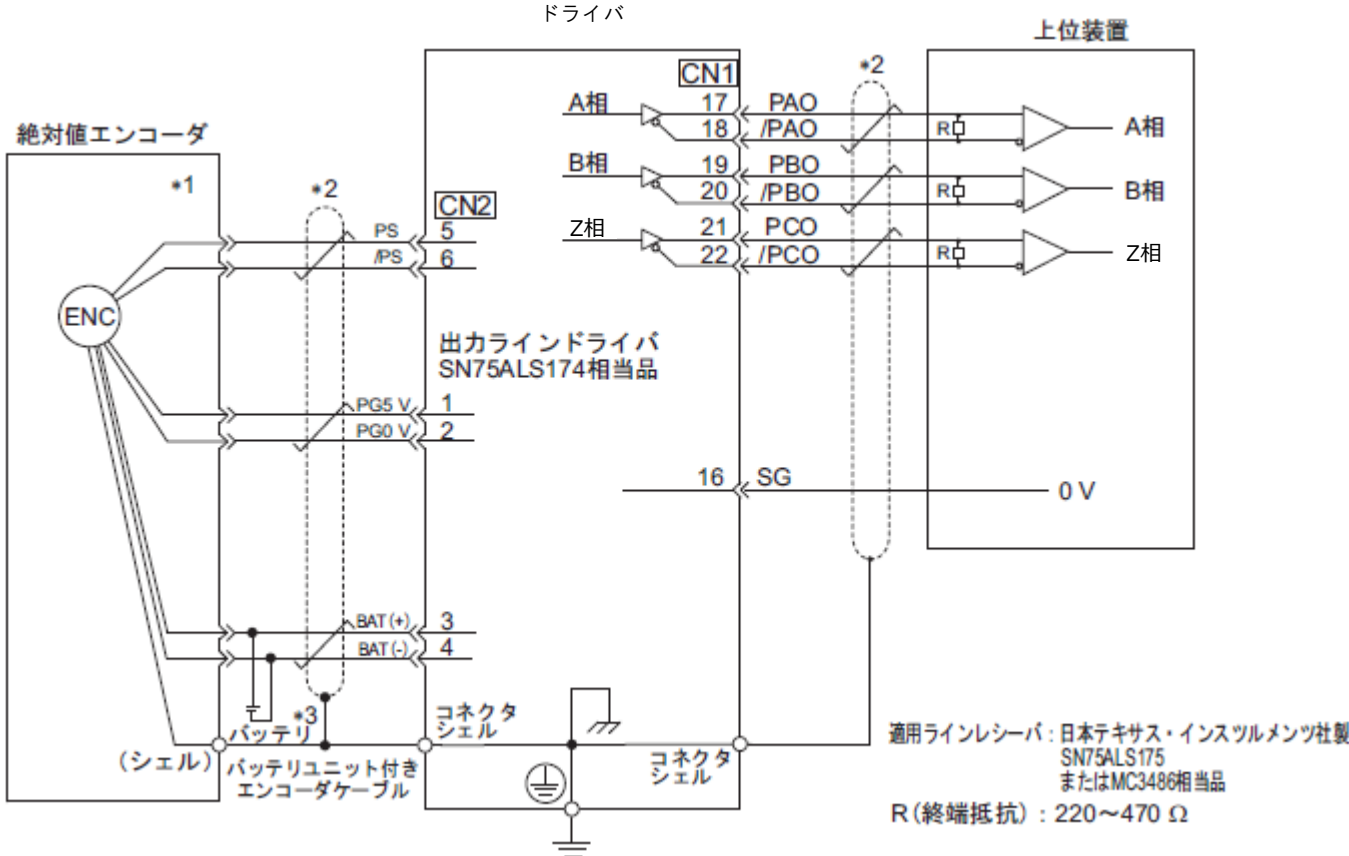 ドライバ
上位装置
絶対値エンコーダ
*1
*2
CN2
PS
5
/PS
6
ENC
PG5 V
1
PG0 V
2
BAT(+)
3
BAT(-)
4
*3
バッテリ
(シェル)
バッテリユニット付き
エンコーダケーブル
コネクタ
シェル
出力ラインドライバ
SN75ALS174相当品
CN1
*2
A相
17
PAO
18
/PAO
R
A相
B相
19
PBO
20
/PBO
R
B相
Z相
21
PCO
22
/PCO
R
Z相
16
SG
0 V
コネクタ
シェル
適用ラインレシーバ：日本テキサス・インスツルメンツ社製
SN75ALS175
またはMC3486相当品
R(終端抵抗)：220～470 Ω